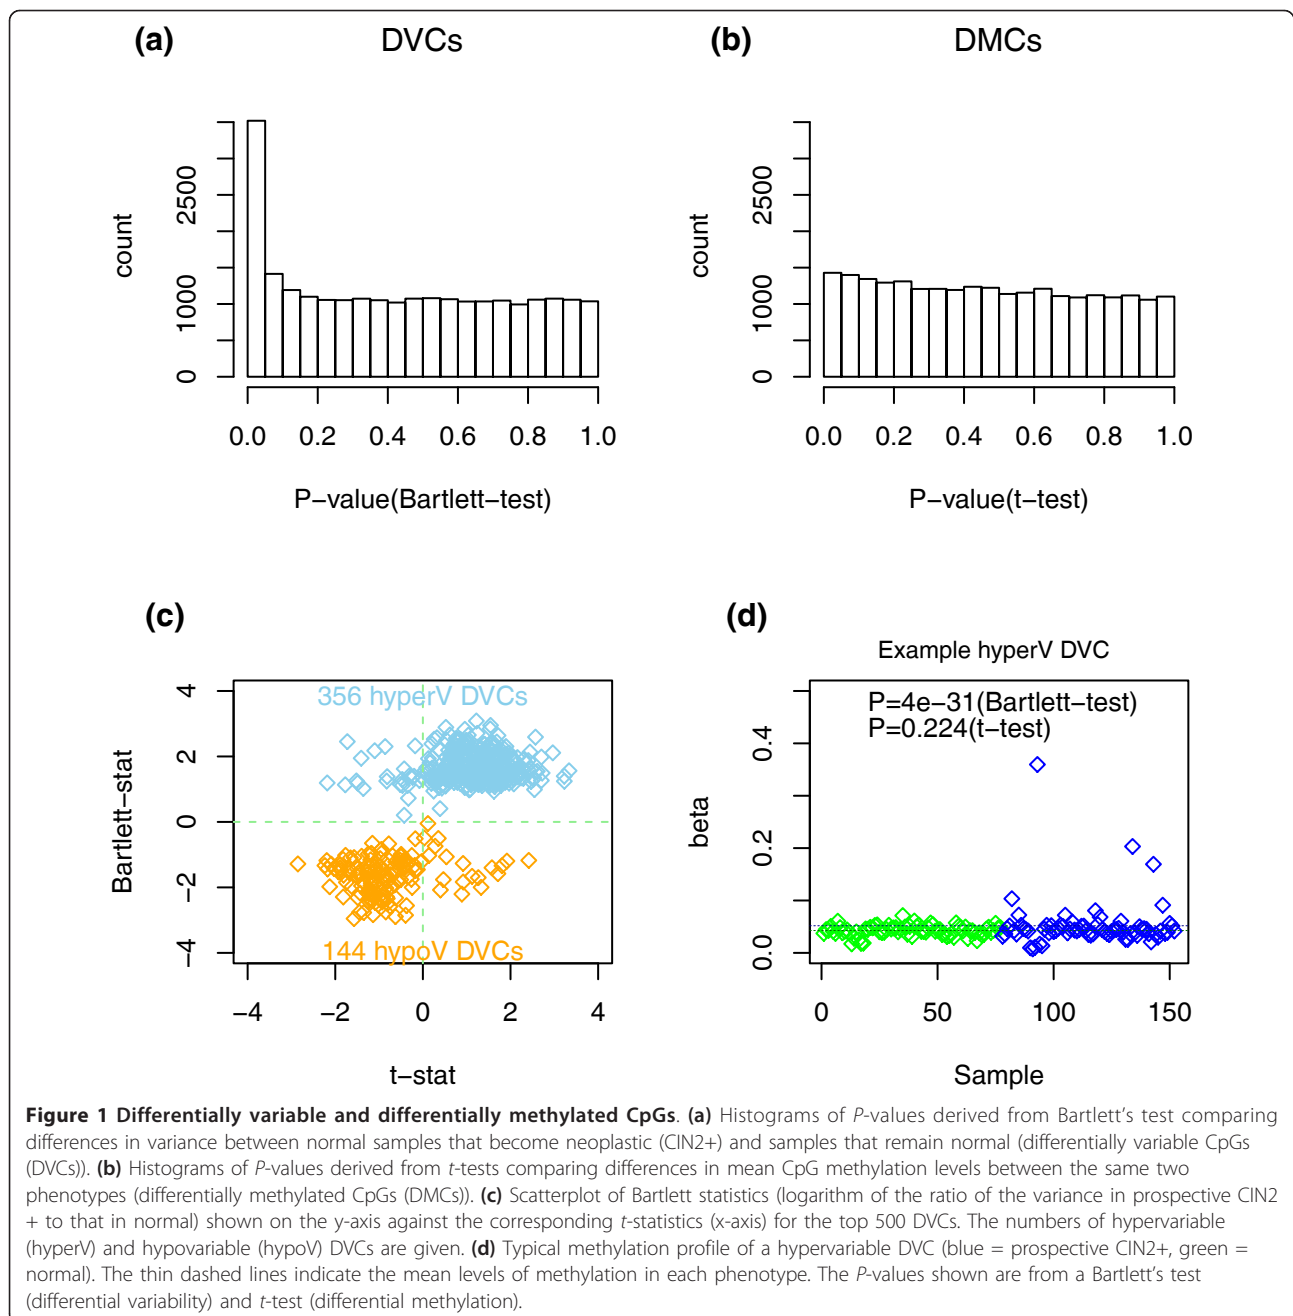 (a) DVCs
(b) DMCs
count
2500
1000
0
0.0 0.2 0.4 0.6 0.8 1.0
P−value(Bartlett−test)
count
2500
1000
0
0.0 0.2 0.4 0.6 0.8 1.0
P−value(t−test)
(c)
356 hyperV DVCs
144 hypoV DVCs
Bartlett−stat
4
2
0
−2
−4
−4 −2 0 2 4
t−stat
(d)
Example hyperV DVC
P=4e−31(Bartlett−test)
P=0.224(t−test)
beta
0.4
0.2
0.0
0 50 100 150
Sample
Figure 1 Differentially variable and differentially methylated CpGs. (a) Histograms of P-values derived from Bartlett's test comparing
differences in variance between normal samples that become neoplastic (CIN2+) and samples that remain normal (differentially variable CpGs
(DVCs)). (b) Histograms of P-values derived from t-tests comparing differences in mean CpG methylation levels between the same two
phenotypes (differentially methylated CpGs (DMCs)). (c) Scatterplot of Bartlett statistics (logarithm of the ratio of the variance in prospective CIN2
+ to that in normal) shown on the y-axis against the corresponding t-statistics (x-axis) for the top 500 DVCs. The numbers of hypervariable
(hyperV) and hypovariable (hypoV) DVCs are given. (d) Typical methylation profile of a hypervariable DVC (blue = prospective CIN2+, green =
normal). The thin dashed lines indicate the mean levels of methylation in each phenotype. The P-values shown are from a Bartlett's test
(differential variability) and t-test (differential methylation).